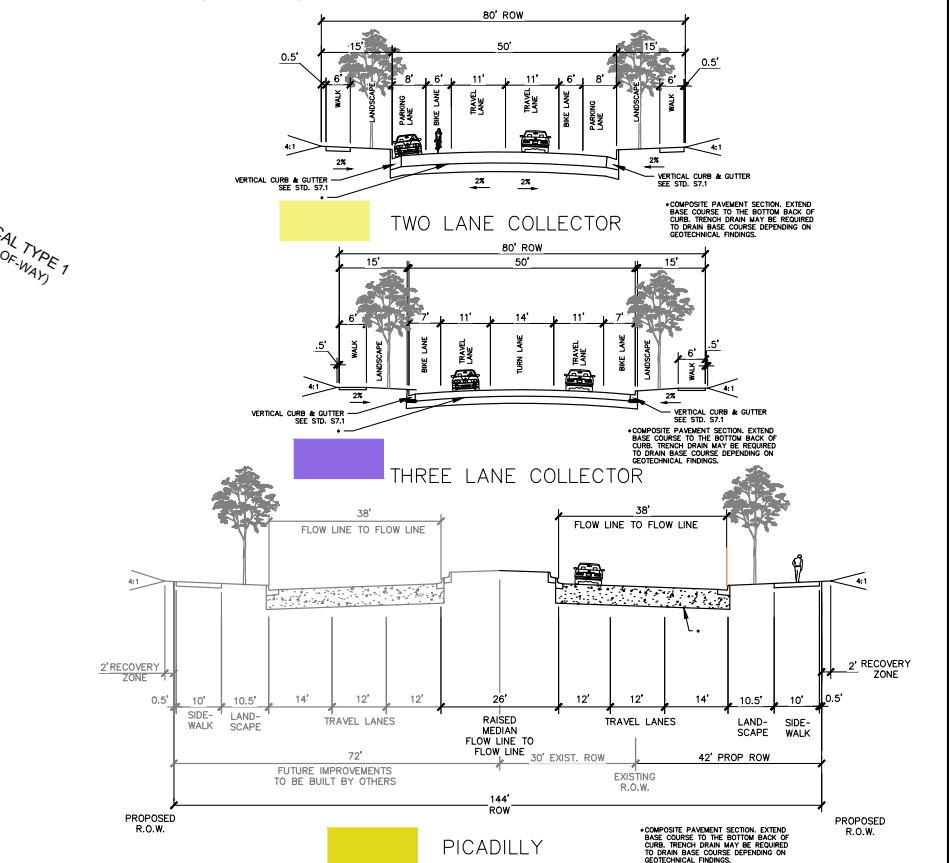 80' ROW
15'
50'
15'
0.5'
6'
8'
6'
11'
11'
6'
8'
6'
0.5'
WALK
LANDSCAPE
PARKING
LANE
BIKE LANE
TRAVEL
LANE
TRAVEL
LANE
BIKE LANE
PARKING
LANE
LANDSCAPE
WALK
4:1
2%
2%
4:1
VERTICAL CURB & GUTTER
SEE STD. S7.1
*
2%
2%
VERTICAL CURB & GUTTER
SEE STD. S7.1
TWO LANE COLLECTOR
*COMPOSITE PAVEMENT SECTION. EXTEND
BASE COURSE TO THE BOTTOM BACK OF
CURB. TRENCH DRAIN MAY BE REQUIRED
TO DRAIN BASE COURSE DEPENDING ON
GEOTECHNICAL FINDINGS.
CAL TYPE 1
OF-WAY)
80' ROW
15'
50'
15'
6'
7'
11'
14'
11'
7'
6'
.5'
.5'
WALK
LANDSCAPE
BIKE LANE
TRAVEL
LANE
TURN LANE
TRAVEL
LANE
BIKE LANE
LANDSCAPE
WALK
4:1
2%
2%
4:1
VERTICAL CURB & GUTTER
SEE STD. S7.1
*
VERTICAL CURB & GUTTER
SEE STD. S7.1
*COMPOSITE PAVEMENT SECTION. EXTEND
BASE COURSE TO THE BOTTOM BACK OF
CURB. TRENCH DRAIN MAY BE REQUIRED
TO DRAIN BASE COURSE DEPENDING ON
GEOTECHNICAL FINDINGS.
THREE LANE COLLECTOR
38'
FLOW LINE TO FLOW LINE
38'
FLOW LINE TO FLOW LINE
4:1
4:1
*
2' RECOVERY
ZONE
2' RECOVERY
ZONE
0.5'
10'
10.5'
14'
12'
12'
26'
12'
12'
14'
10.5'
10'
0.5'
SIDE-
WALK
LAND-
SCAPE
TRAVEL LANES
RAISED
MEDIAN
FLOW LINE TO
FLOW LINE
TRAVEL LANES
LAND-
SCAPE
SIDE-
WALK
72'
FUTURE IMPROVEMENTS
TO BE BUILT BY OTHERS
30' EXIST. ROW
42' PROP ROW
EXISTING
R.O.W.
144'
ROW
PROPOSED
R.O.W.
PROPOSED
R.O.W.
PICADILLY
*COMPOSITE PAVEMENT SECTION. EXTEND
BASE COURSE TO THE BOTTOM BACK OF
CURB. TRENCH DRAIN MAY BE REQUIRED
TO DRAIN BASE COURSE DEPENDING ON
GEOTECHNICAL FINDINGS.